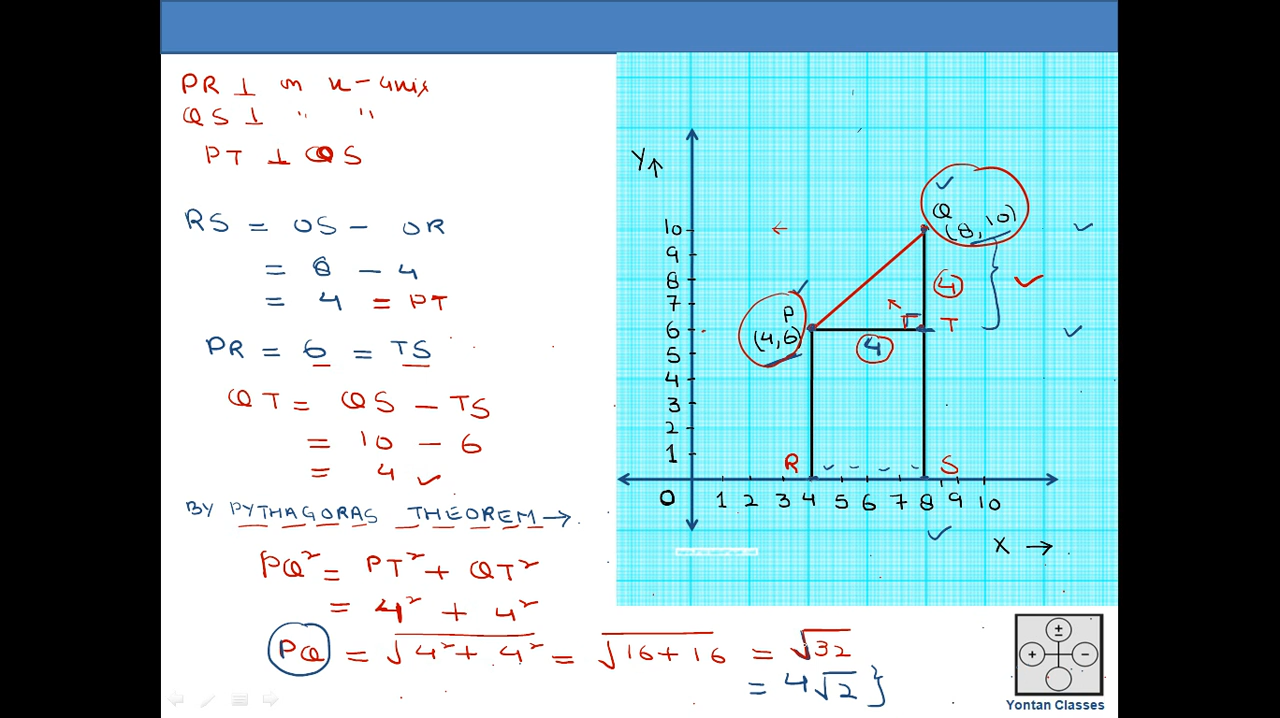 PR ⊥ on x-axis
QS ⊥ " "
PT ⊥ QS
RS = OS - OR
= 8 - 4
= 4 = PT
PR = 6 = TS
QT = QS - TS
= 10 - 6
= 4 ✓
BY PYTHAGORAS THEOREM →
PQ² = PT² + QT²
= 4² + 4²
PQ = √4² + 4² = √16 + 16 = √32
= 4√2 }
Y ↑
10
9
8
7
6
5
4
3
2
1
0 1 2 3 4 5 6 7 8 9 10
X →
Q
(8, 10)
P
(4, 6)
4
T
4
R
S
Yontan Classes